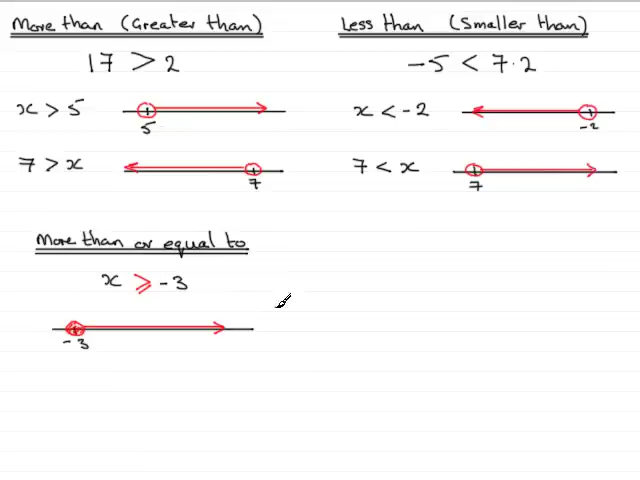 More than (Greater than)
17 > 2
x > 5
5
7 > x
7
Less than (Smaller than)
-5 < 7·2
x < -2
-2
7 < x
7
More than or equal to
x ⩾ -3
-3